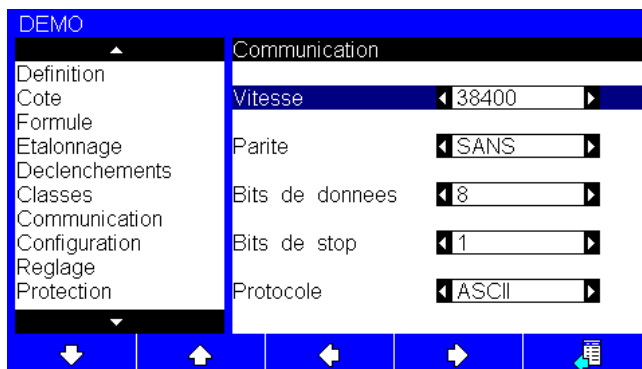 DEMO
Definition
Cote
Formule
Etalonnage
Declenchements
Classes
Communication
Configuration
Reglage
Protection
Communication
Vitesse 38400
Parite SANS
Bits de donnees 8
Bits de stop 1
Protocole ASCII